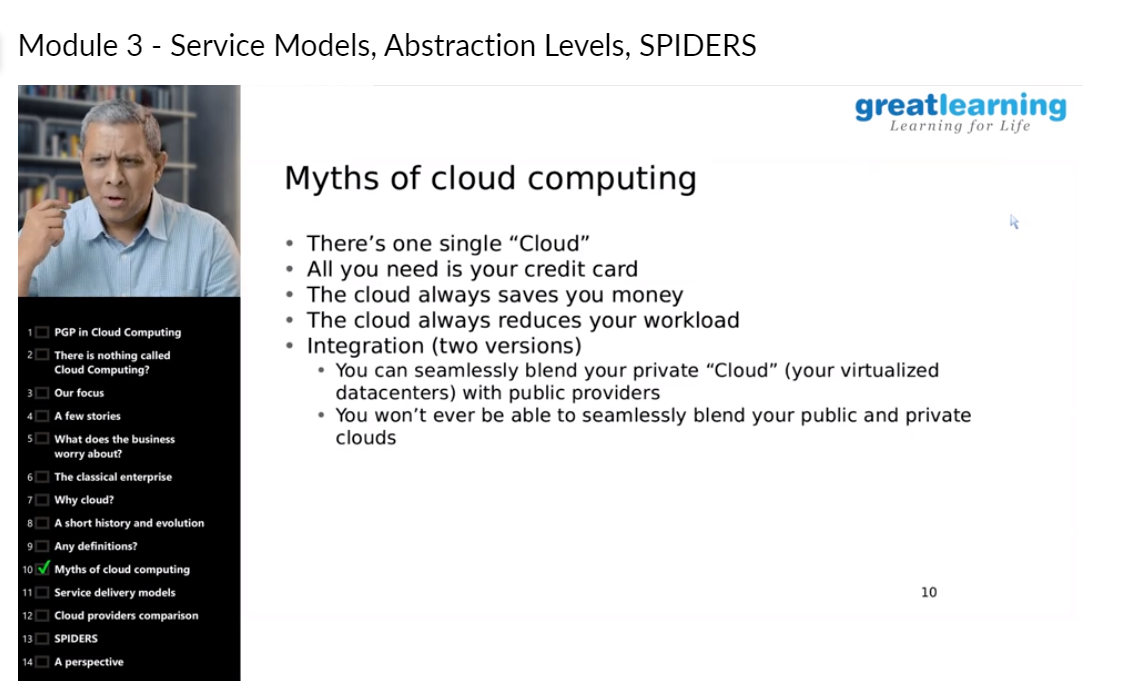 Module 3 - Service Models, Abstraction Levels, SPIDERS
greatlearning
Learning for Life
Myths of cloud computing
• There’s one single “Cloud”
• All you need is your credit card
• The cloud always saves you money
• The cloud always reduces your workload
• Integration (two versions)
• You can seamlessly blend your private “Cloud” (your virtualized
datacenters) with public providers
• You won’t ever be able to seamlessly blend your public and private
clouds
10
1 PGP in Cloud Computing
2 There is nothing called
Cloud Computing?
3 Our focus
4 A few stories
5 What does the business
worry about?
6 The classical enterprise
7 Why cloud?
8 A short history and evolution
9 Any definitions?
10 Myths of cloud computing
11 Service delivery models
12 Cloud providers comparison
13 SPIDERS
14 A perspective